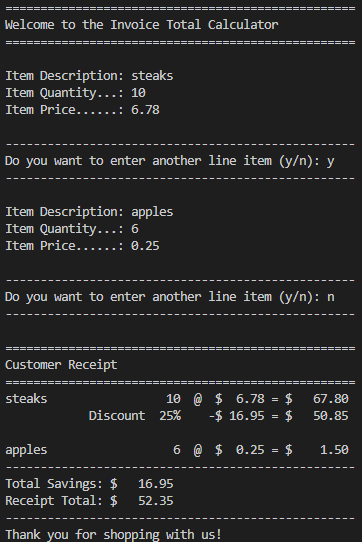 ==================================================
Welcome to the Invoice Total Calculator
==================================================
Item Description: steaks
Item Quantity...: 10
Item Price......: 6.78
--------------------------------------------------
Do you want to enter another line item (y/n): y
--------------------------------------------------
Item Description: apples
Item Quantity...: 6
Item Price......: 0.25
--------------------------------------------------
Do you want to enter another line item (y/n): n
--------------------------------------------------
==================================================
Customer Receipt
==================================================
steaks                 10  @  $  6.78 = $   67.80
            Discount  25%    -$ 16.95 = $   50.85
apples                  6  @  $  0.25 = $    1.50
--------------------------------------------------
Total Savings: $   16.95
Receipt Total: $   52.35
--------------------------------------------------
Thank you for shopping with us!